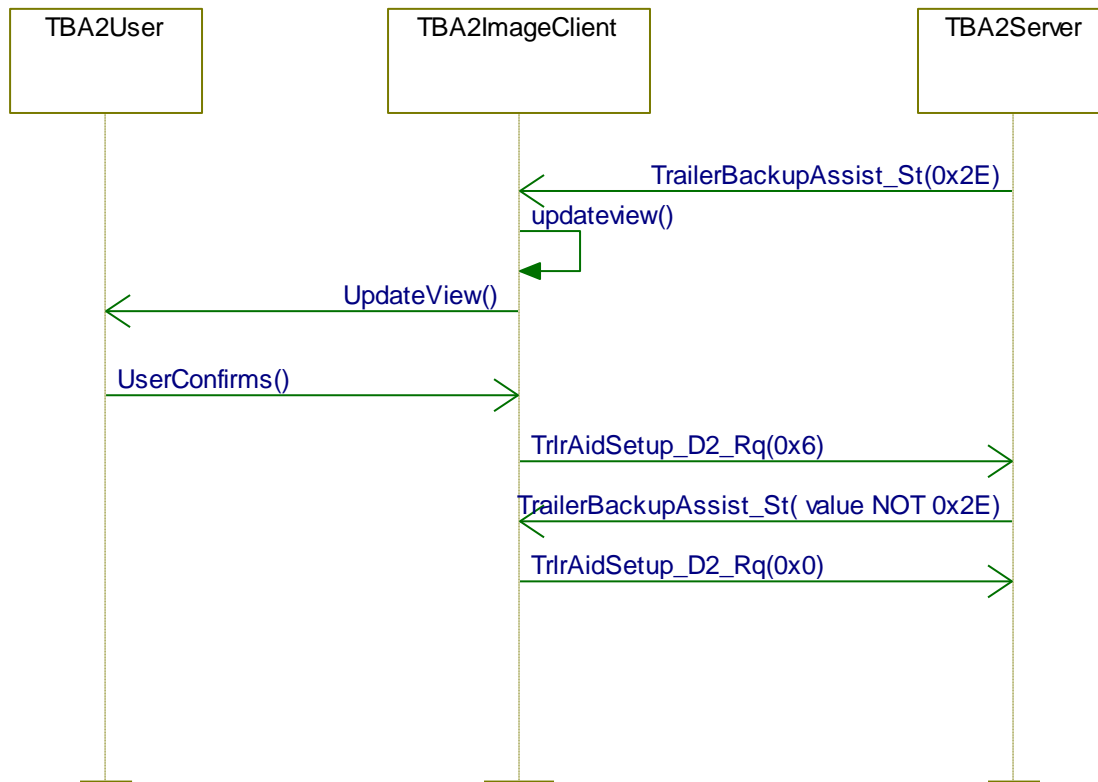 TBA2User
TBA2ImageClient
TBA2Server
TrailerBackupAssist_St(0x2E)
updateview()
UpdateView()
UserConfirms()
TrlrAidSetup_D2_Rq(0x6)
TrailerBackupAssist_St( value NOT 0x2E)
TrlrAidSetup_D2_Rq(0x0)